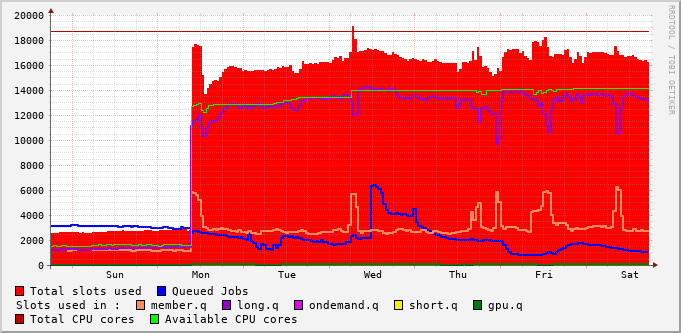 20000
18000
16000
14000
12000
10000
8000
6000
4000
2000
0
Sun Mon Tue Wed Thu Fri Sat
Total slots used Queued Jobs
Slots used in : member.q long.q ondemand.q short.q gpu.q
Total CPU cores Available CPU cores
RRDTOOL / TOBI OETIKER